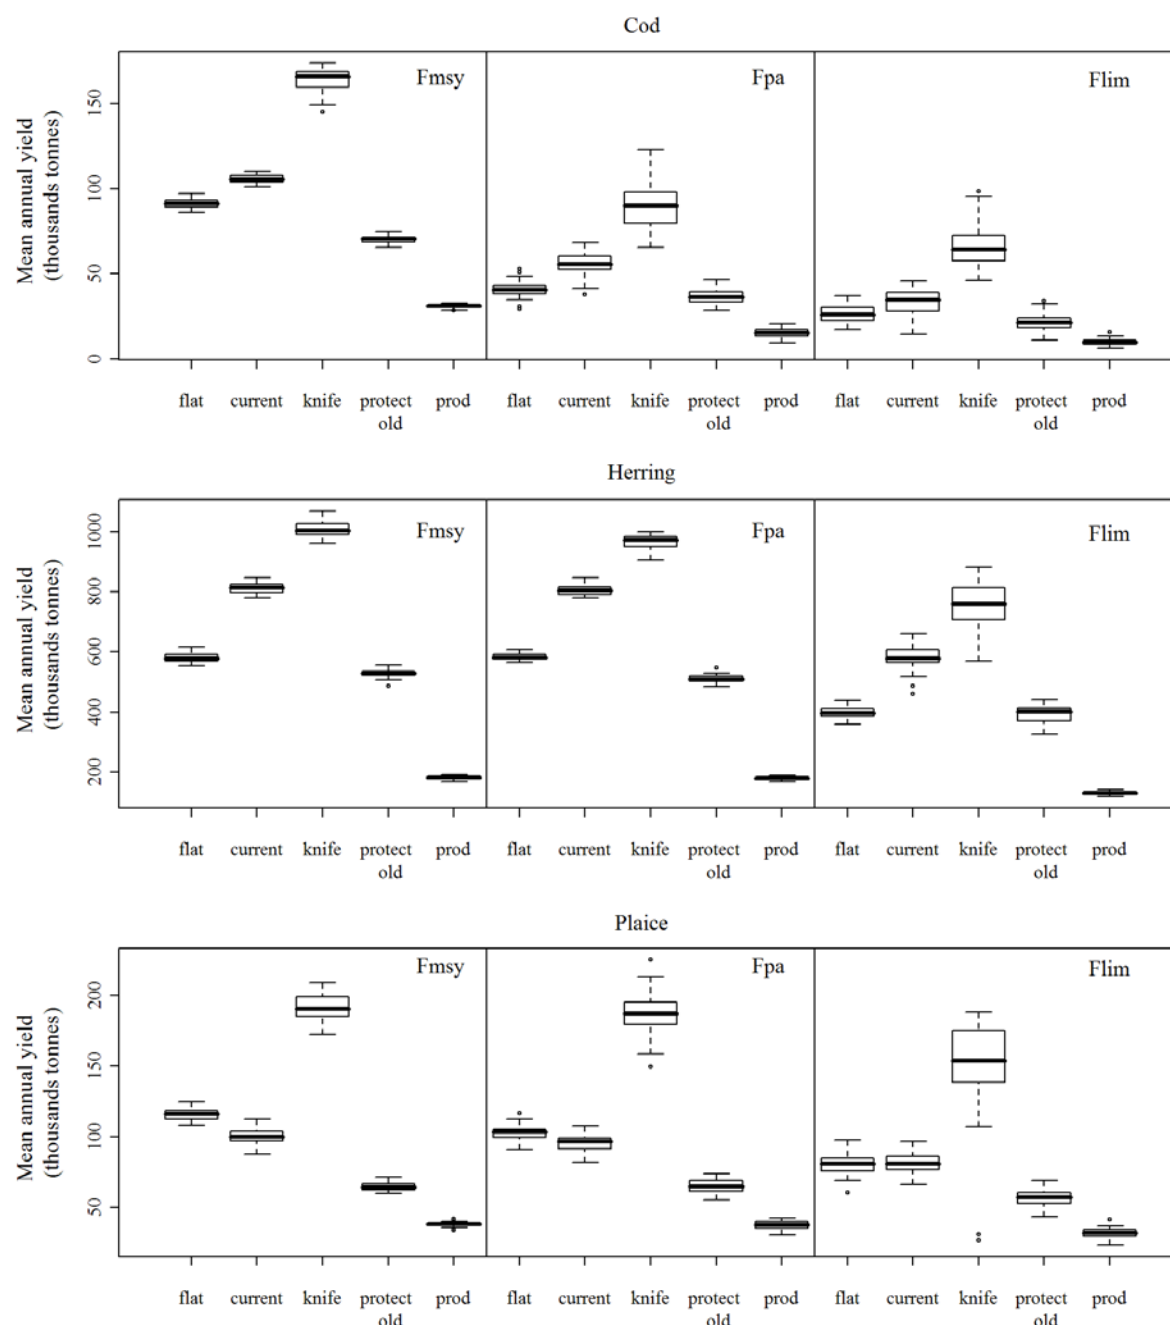 Cod
Mean annual yield
(thousands tonnes)
0 50 100 150
Fmsy Fpa Flim
flat current knife protect old prod flat current knife protect old prod flat current knife protect old prod
Herring
Mean annual yield
(thousands tonnes)
200 400 600 800 1000
Fmsy Fpa Flim
flat current knife protect old prod flat current knife protect old prod flat current knife protect old prod
Plaice
Mean annual yield
(thousands tonnes)
50 100 150 200
Fmsy Fpa Flim
flat current knife protect old prod flat current knife protect old prod flat current knife protect old prod